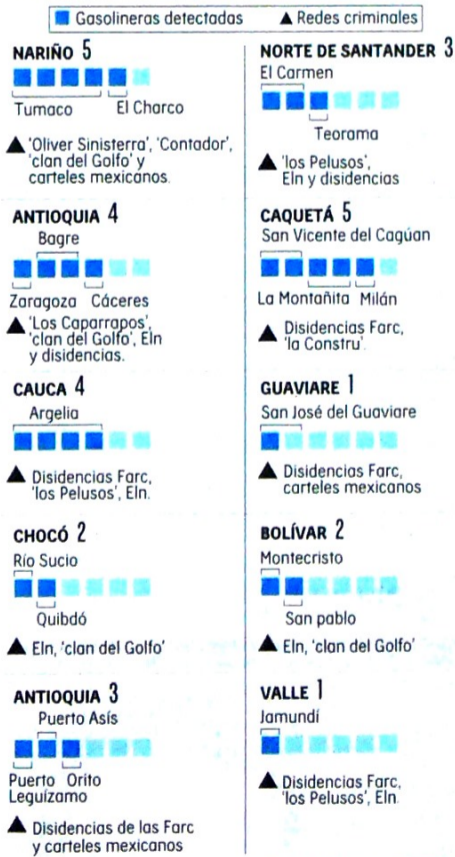 Gasolineras detectadas
Redes criminales
NARIÑO 5
Tumaco
El Charco
'Oliver Sinisterra', 'Contador',
'clan del Golfo' y
carteles mexicanos.
ANTIOQUIA 4
Bagre
Zaragoza
Cáceres
'Los Caparrapos',
'clan del Golfo', Eln
y disidencias.
CAUCA 4
Argelia
Disidencias Farc,
'los Pelusos', Eln.
CHOCÓ 2
Río Sucio
Quibdó
Eln, 'clan del Golfo'
ANTIOQUIA 3
Puerto Asís
Puerto
Leguízamo
Orito
Disidencias de las Farc
y carteles mexicanos
NORTE DE SANTANDER 3
El Carmen
Teorama
'los Pelusos',
Eln y disidencias
CAQUETÁ 5
San Vicente del Cagúan
La Montañita
Milán
Disidencias Farc,
'la Constru'.
GUAVIARE 1
San José del Guaviare
Disidencias Farc,
carteles mexicanos
BOLÍVAR 2
Montecristo
San pablo
Eln, 'clan del Golfo'
VALLE 1
Jamundí
Disidencias Farc,
'los Pelusos', Eln.